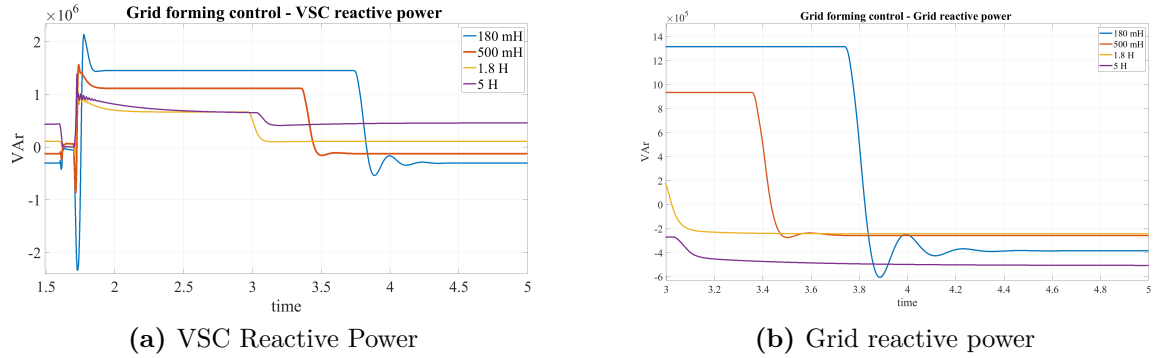 Grid forming control - VSC reactive power
×10⁶
2
1
0
-1
-2
VAr
1.5 2 2.5 3 3.5 4 4.5 5
time
180 mH
500 mH
1.8 H
5 H
(a) VSC Reactive Power
Grid forming control - Grid reactive power
×10⁵
14
12
10
8
6
4
2
0
-2
-4
-6
VAr
3 3.2 3.4 3.6 3.8 4 4.2 4.4 4.6 4.8 5
time
180 mH
500 mH
1.8 H
5 H
(b) Grid reactive power